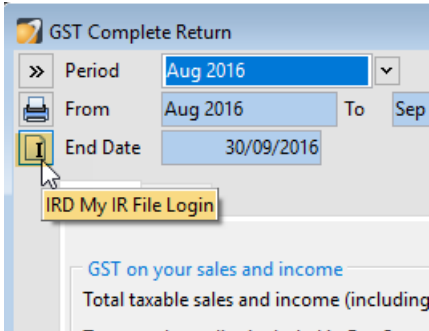 GST Complete Return
» Period Aug 2016
From Aug 2016 To Sep
End Date 30/09/2016
IRD My IR File Login
GST on your sales and income
Total taxable sales and income (including